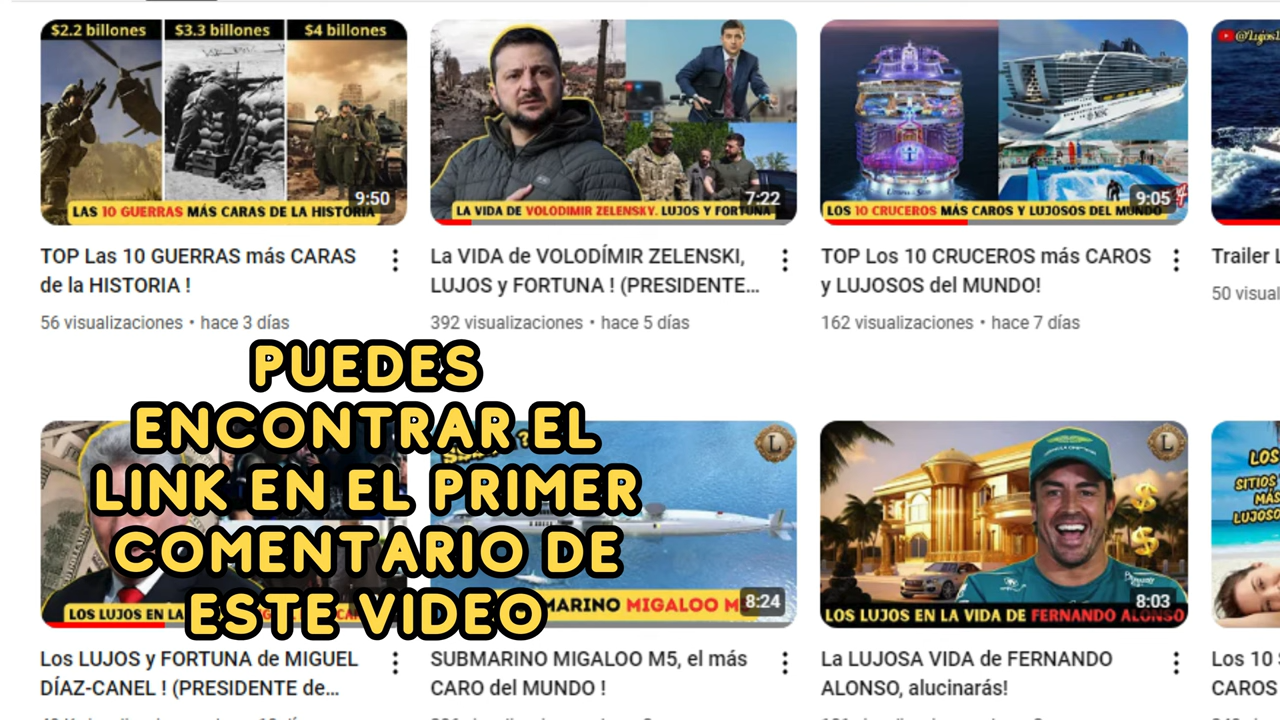 $2.2 billones
$3.3 billones
$4 billones
9:50
LAS 10 GUERRAS MÁS CARAS DE LA HISTORIA
7:22
LA VIDA DE VOLODIMIR ZELENSKY. LUJOS Y FORTUNA
9:05
LOS 10 CRUCEROS MÁS CAROS Y LUJOSOS DEL MUNDO
TOP Las 10 GUERRAS más CARAS
de la HISTORIA !
56 visualizaciones • hace 3 días
La VIDA de VOLODÍMIR ZELENSKI,
LUJOS y FORTUNA ! (PRESIDENTE...
392 visualizaciones • hace 5 días
TOP Los 10 CRUCEROS más CAROS
y LUJOSOS del MUNDO!
162 visualizaciones • hace 7 días
Trailer
50
PUEDES
ENCONTRAR EL
LINK EN EL PRIMER
COMENTARIO DE
ESTE VIDEO
LOS LUJOS EN LA
MIGALOO
8:24
L
8:03
LOS LUJOS EN LA VIDA DE FERNANDO ALONSO
LOS
SITIOS
MÁS
Los LUJOS y FORTUNA de MIGUEL
DÍAZ-CANEL ! (PRESIDENTE de...
SUBMARINO MIGALOO M5, el más
CARO del MUNDO !
La LUJOSA VIDA de FERNANDO
ALONSO, alucinarás!
Los 10
CAROS